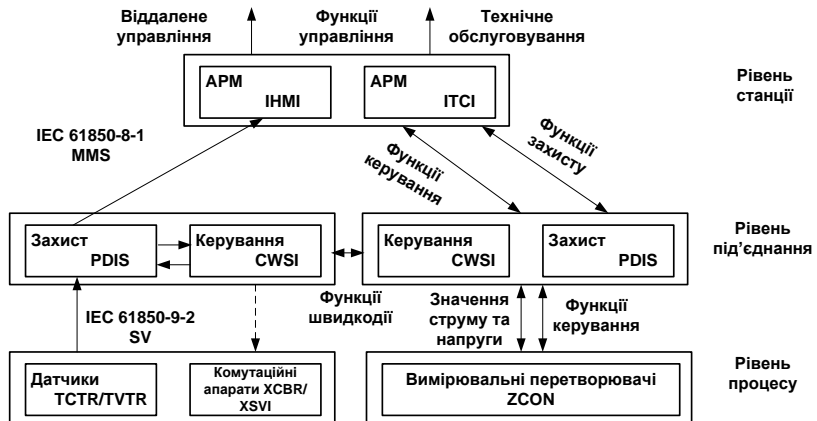 Віддалене
управління
Функції
управління
Технічне
обслуговування
АРМ
IHMI
АРМ
ITCI
Рівень
станції
IEC 61850-8-1
MMS
Функції
керування
Функції
захисту
Захист
PDIS
Керування
CWSI
Керування
CWSI
Захист
PDIS
Рівень
під’єднання
IEC 61850-9-2
SV
Функції
швидкодії
Значення
струму та
напруги
Функції
керування
Датчики
TCTR/TVTR
Комутаційні
апарати XCBR/
XSVI
Вимірювальні перетворювачі
ZCON
Рівень
процесу